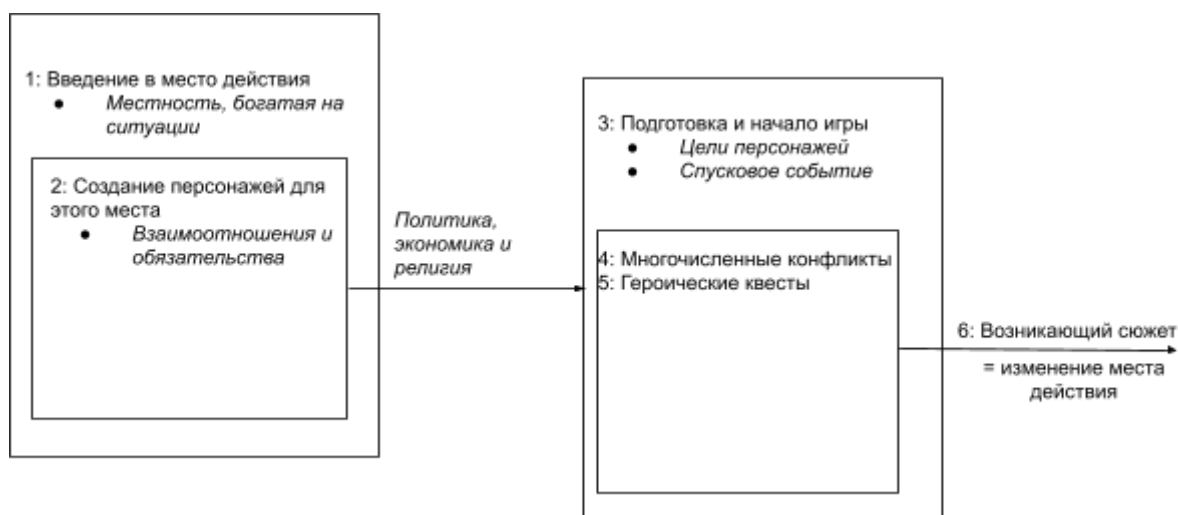 1: Введение в место действия
● Местность, богатая на
ситуации
2: Создание персонажей для
этого места
● Взаимоотношения и
обязательства
Политика,
экономика и
религия
3: Подготовка и начало игры
● Цели персонажей
● Спусковое событие
4: Многочисленные конфликты
5: Героические квесты
6: Возникающий сюжет
= изменение места
действия